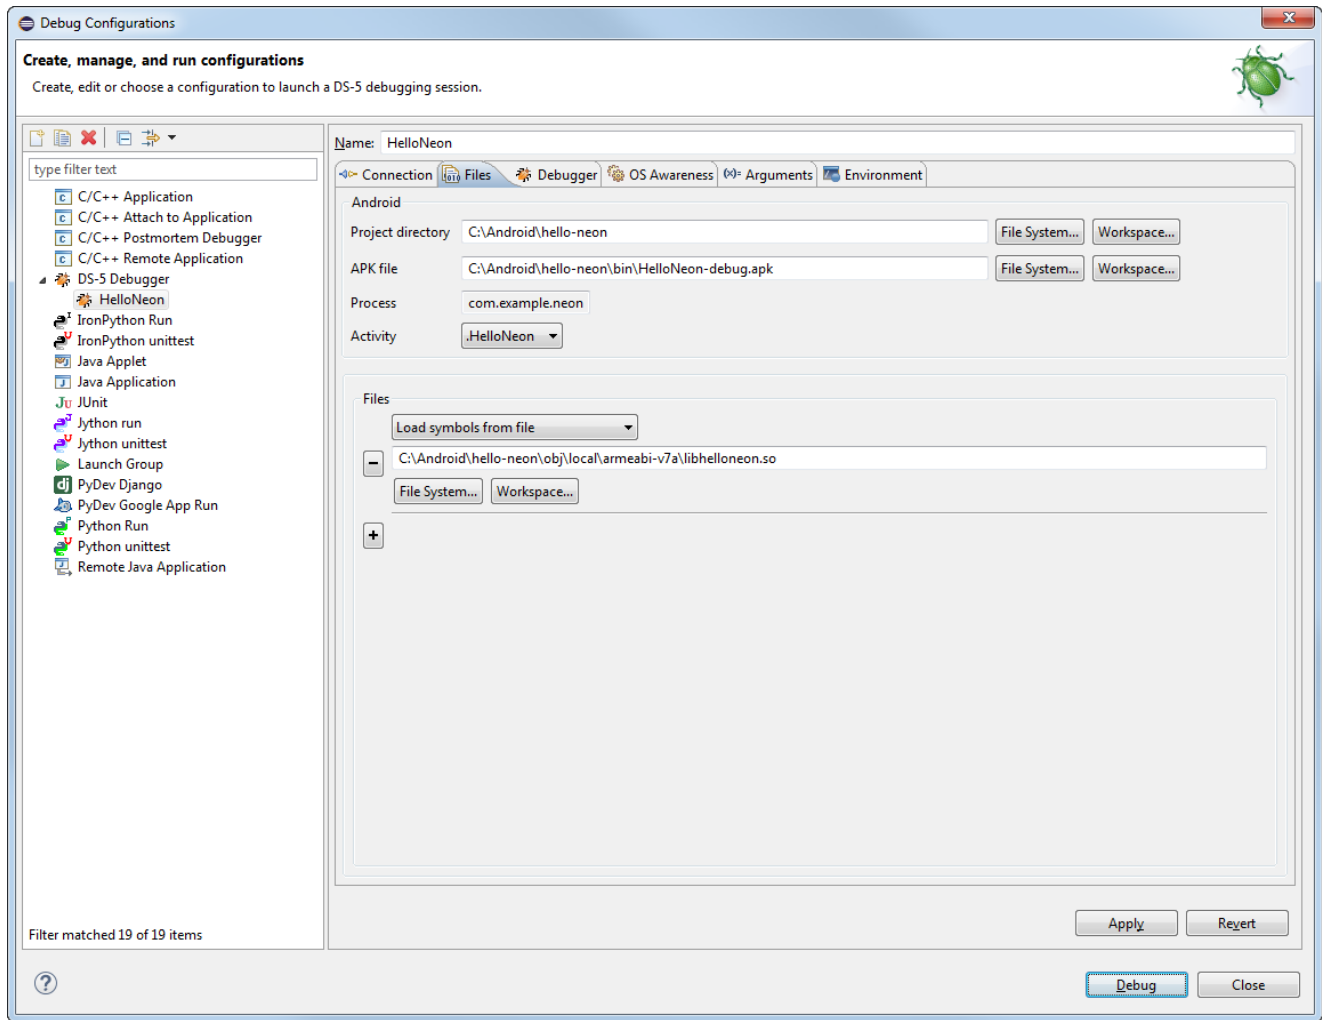 Debug Configurations
Create, manage, and run configurations
Create, edit or choose a configuration to launch a DS-5 debugging session.
type filter text
C/C++ Application
C/C++ Attach to Application
C/C++ Postmortem Debugger
C/C++ Remote Application
DS-5 Debugger
HelloNeon
IronPython Run
IronPython unittest
Java Applet
Java Application
JUnit
Jython run
Jython unittest
Launch Group
PyDev Django
PyDev Google App Run
Python Run
Python unittest
Remote Java Application
Filter matched 19 of 19 items
Name: HelloNeon
Connection Files Debugger OS Awareness Arguments Environment
Android
Project directory C:\Android\hello-neon File System... Workspace...
APK file C:\Android\hello-neon\bin\HelloNeon-debug.apk File System... Workspace...
Process com.example.neon
Activity .HelloNeon
Files
Load symbols from file
C:\Android\hello-neon\obj\local\armeabi-v7a\libhelloneon.so
File System... Workspace...
Apply Revert
Debug Close